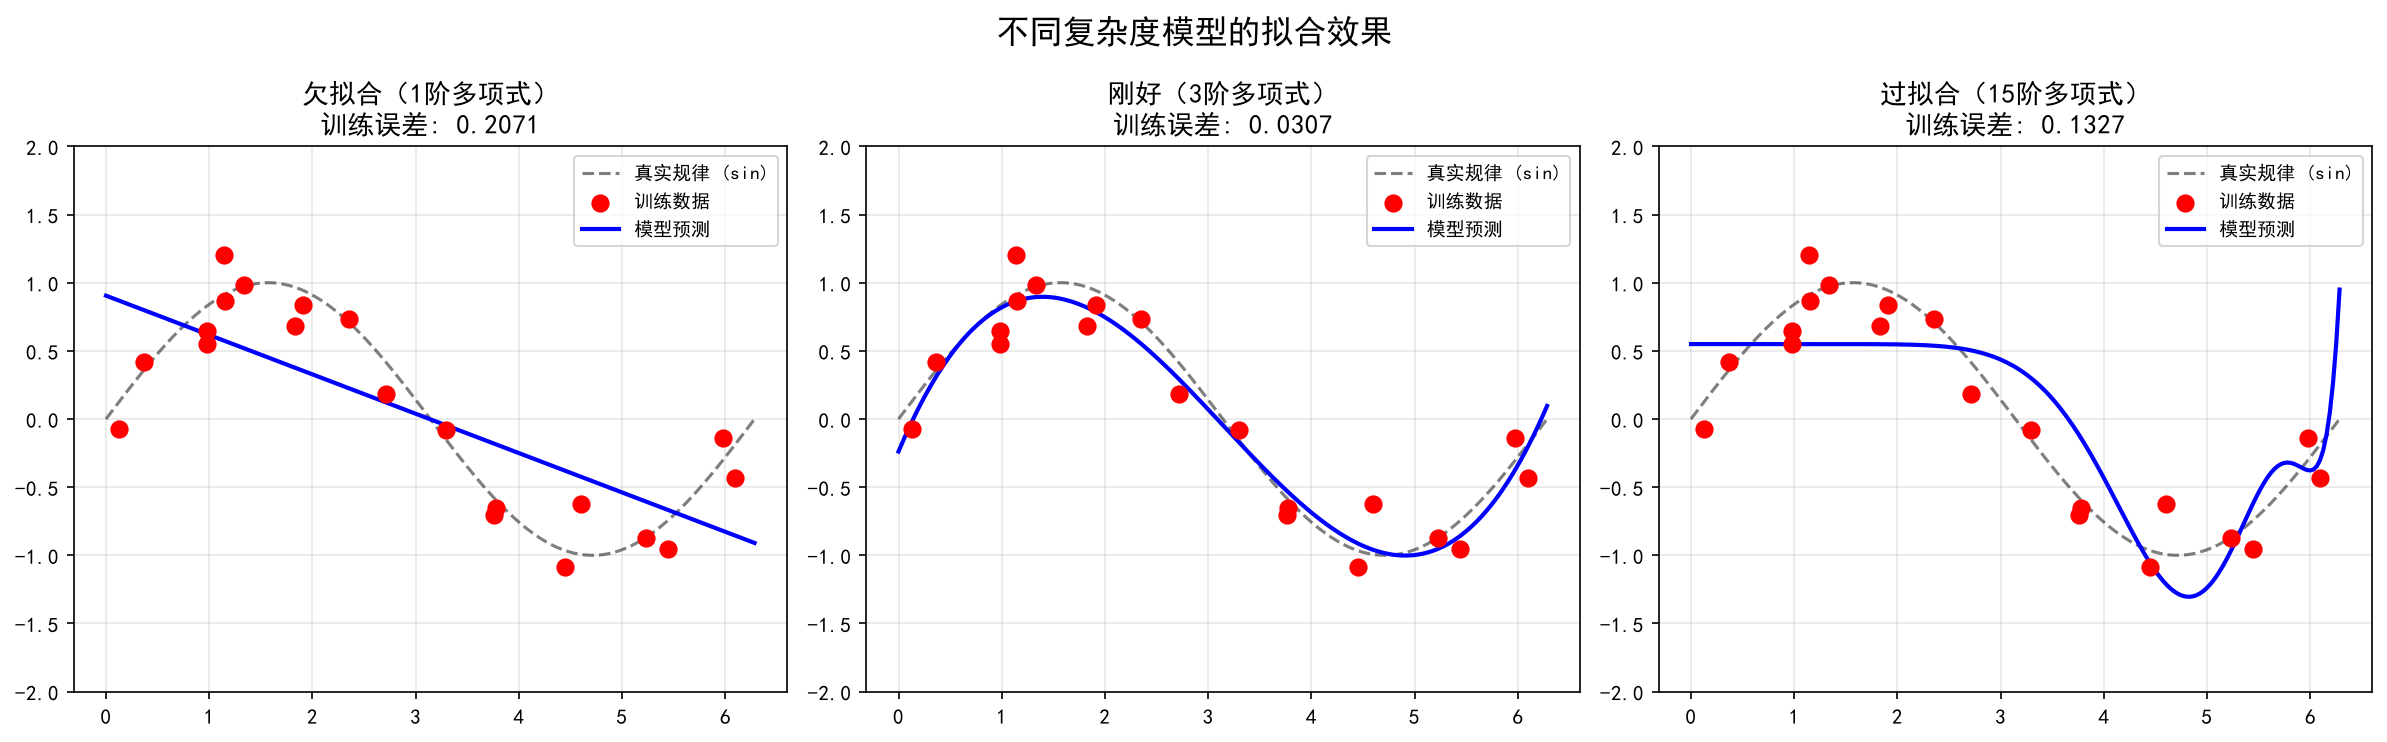 不同复杂度模型的拟合效果
欠拟合（1阶多项式）
训练误差: 0.2071
2.0
1.5
1.0
0.5
0.0
−0.5
−1.0
−1.5
−2.0
0 1 2 3 4 5 6
真实规律 (sin)
训练数据
模型预测
刚好（3阶多项式）
训练误差: 0.0307
2.0
1.5
1.0
0.5
0.0
−0.5
−1.0
−1.5
−2.0
0 1 2 3 4 5 6
真实规律 (sin)
训练数据
模型预测
过拟合（15阶多项式）
训练误差: 0.1327
2.0
1.5
1.0
0.5
0.0
−0.5
−1.0
−1.5
−2.0
0 1 2 3 4 5 6
真实规律 (sin)
训练数据
模型预测